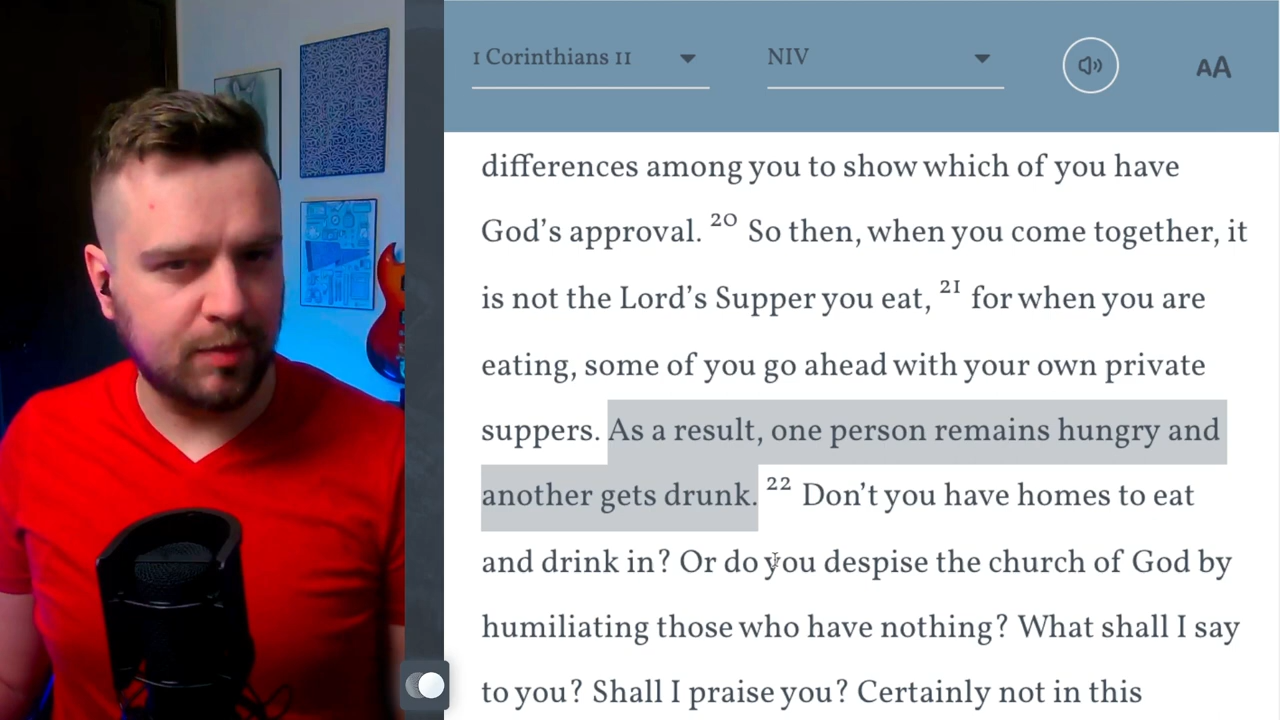 1 Corinthians 11
NIV
AA
differences among you to show which of you have
God’s approval. 20 So then, when you come together, it
is not the Lord’s Supper you eat, 21 for when you are
eating, some of you go ahead with your own private
suppers. As a result, one person remains hungry and
another gets drunk. 22 Don’t you have homes to eat
and drink in? Or do you despise the church of God by
humiliating those who have nothing? What shall I say
to you? Shall I praise you? Certainly not in this